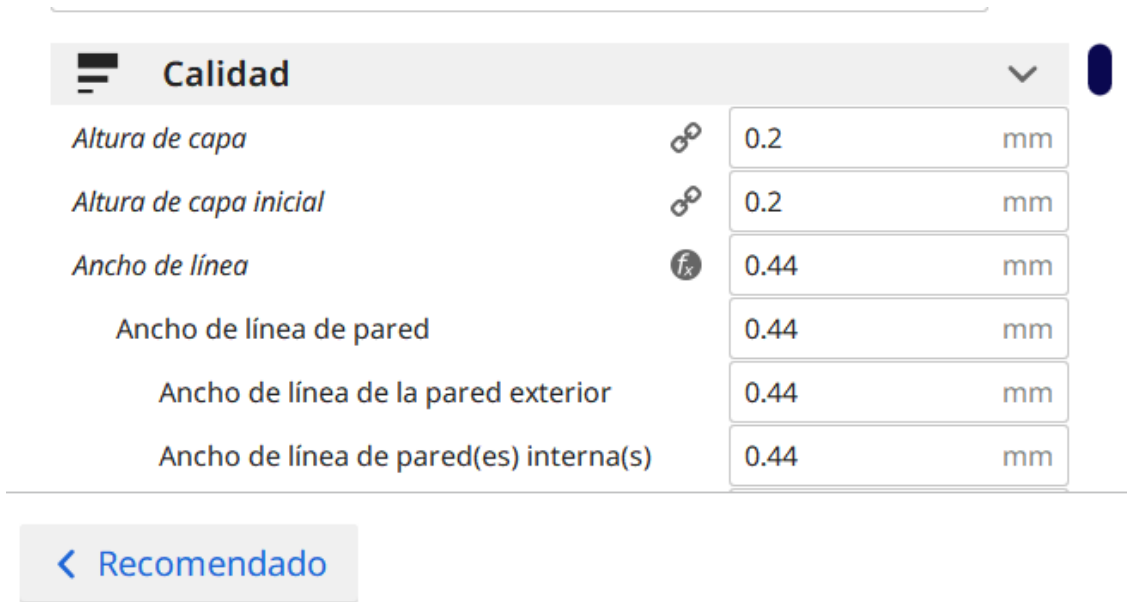 Calidad
Altura de capa 0.2 mm
Altura de capa inicial 0.2 mm
Ancho de línea fx 0.44 mm
Ancho de línea de pared 0.44 mm
Ancho de línea de la pared exterior 0.44 mm
Ancho de línea de pared(es) interna(s) 0.44 mm
Recomendado